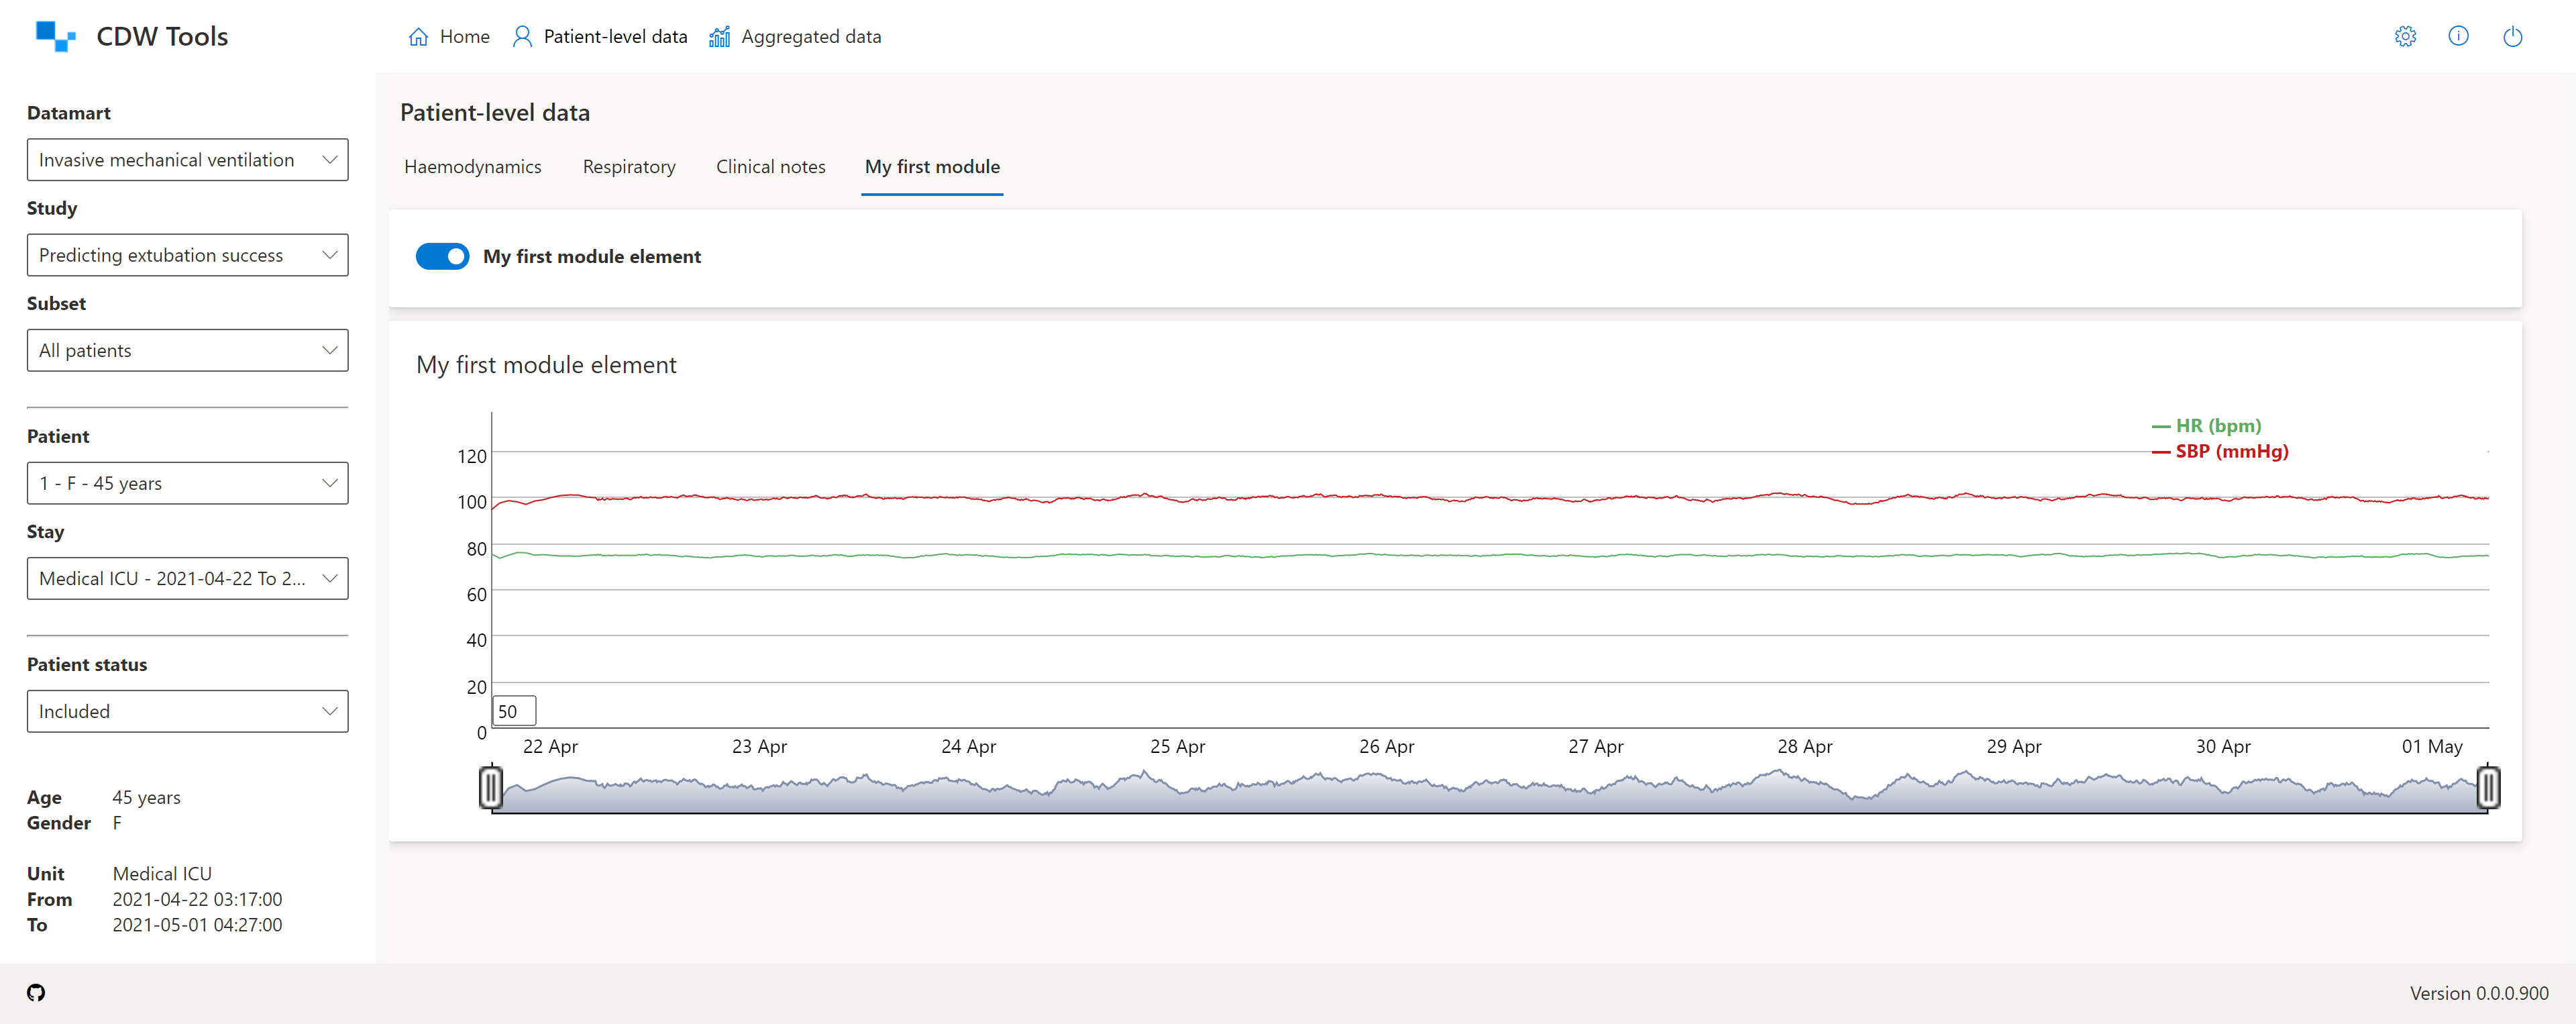 CDW Tools
Home
Patient-level data
Aggregated data
Datamart
Invasive mechanical ventilation
Study
Predicting extubation success
Subset
All patients
Patient
1 - F - 45 years
Stay
Medical ICU - 2021-04-22 To 2...
Patient status
Included
Age 45 years
Gender F
Unit Medical ICU
From 2021-04-22 03:17:00
To 2021-05-01 04:27:00
Patient-level data
Haemodynamics
Respiratory
Clinical notes
My first module
My first module element
My first module element
HR (bpm)
SBP (mmHg)
120
100
80
60
40
20
0
50
22 Apr
23 Apr
24 Apr
25 Apr
26 Apr
27 Apr
28 Apr
29 Apr
30 Apr
01 May
Version 0.0.0.900